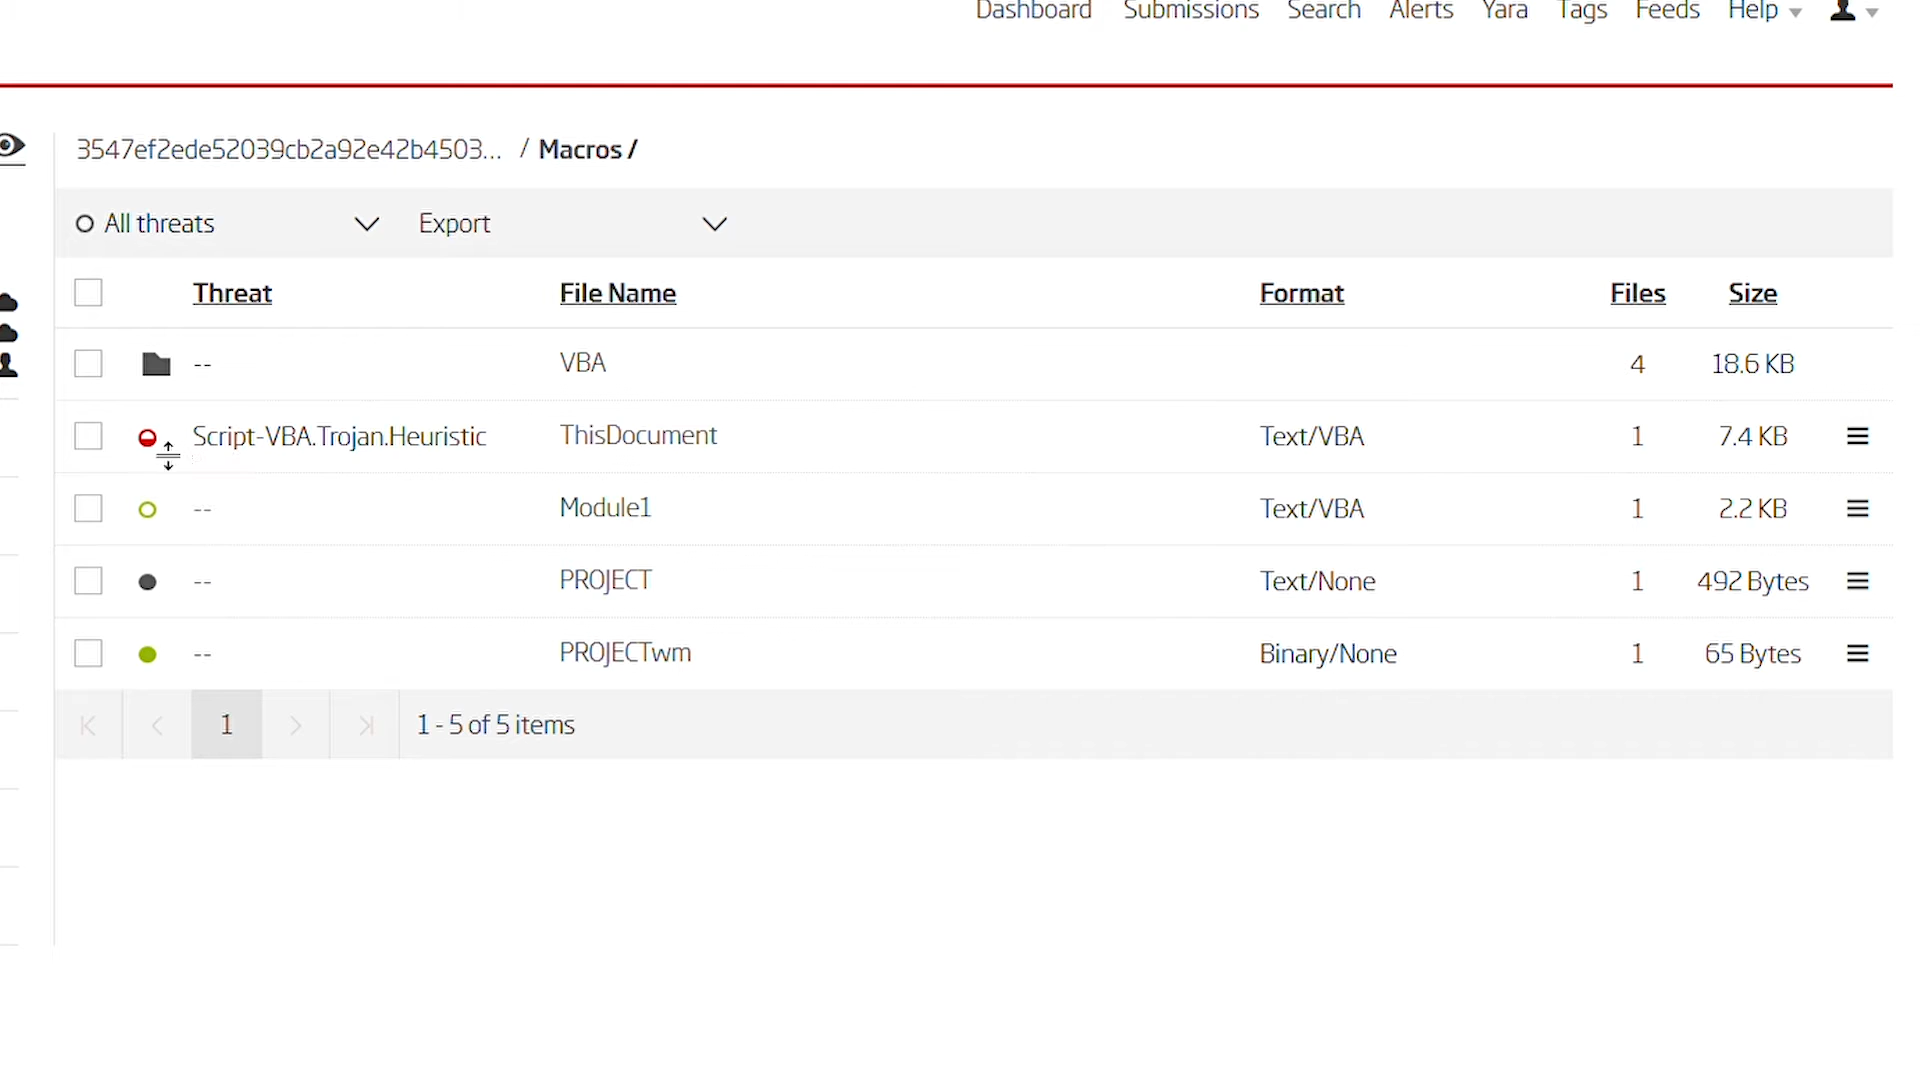 Dashboard Submissions Search Alerts Yara Tags Feeds Help
3547ef2ede52039cb2a92e42b4503... / Macros /
All threats Export
Threat File Name Format Files Size
-- VBA 4 18.6 KB
Script-VBA.Trojan.Heuristic ThisDocument Text/VBA 1 7.4 KB
-- Module1 Text/VBA 1 2.2 KB
-- PROJECT Text/None 1 492 Bytes
-- PROJECTwm Binary/None 1 65 Bytes
1 1 - 5 of 5 items